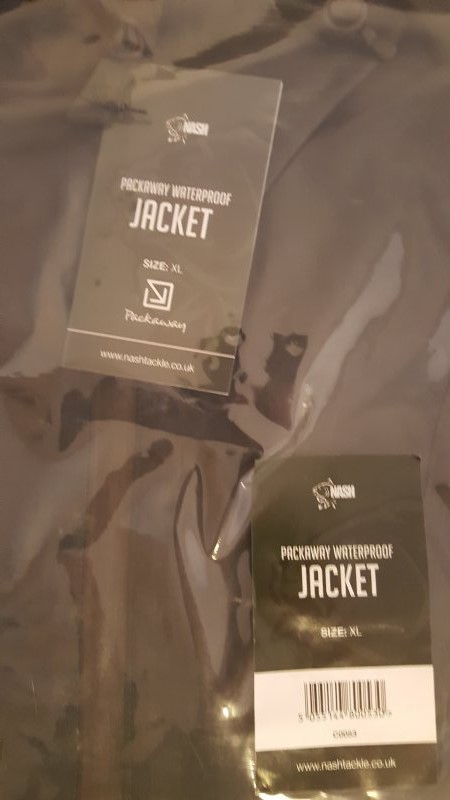 NASH
PACKAWAY WATERPROOF
JACKET
SIZE: XL
Packaway
www.nashtackle.co.uk
NASH
PACKAWAY WATERPROOF
JACKET
SIZE: XL
www.nashtackle.co.uk